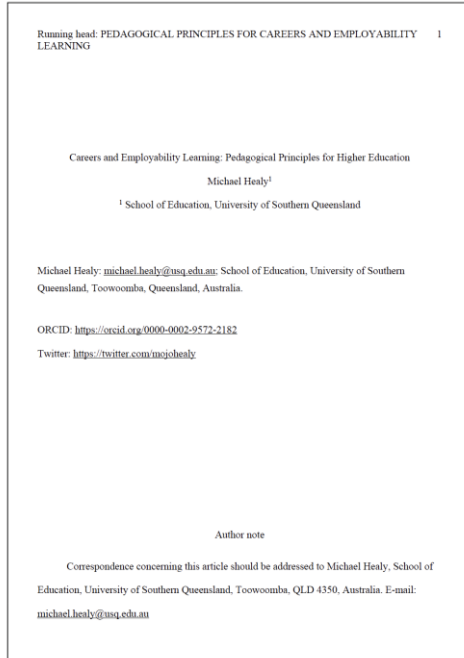 Running head: PEDAGOGICAL PRINCIPLES FOR CAREERS AND EMPLOYABILITY 1
LEARNING
Careers and Employability Learning: Pedagogical Principles for Higher Education
Michael Healy¹
¹ School of Education, University of Southern Queensland
Michael Healy: michael.healy@usq.edu.au; School of Education, University of Southern
Queensland, Toowoomba, Queensland, Australia.
ORCID: https://orcid.org/0000-0002-9572-2182
Twitter: https://twitter.com/mojohealy
Author note
Correspondence concerning this article should be addressed to Michael Healy, School of
Education, University of Southern Queensland, Toowoomba, QLD 4350, Australia. E-mail:
michael.healy@usq.edu.au